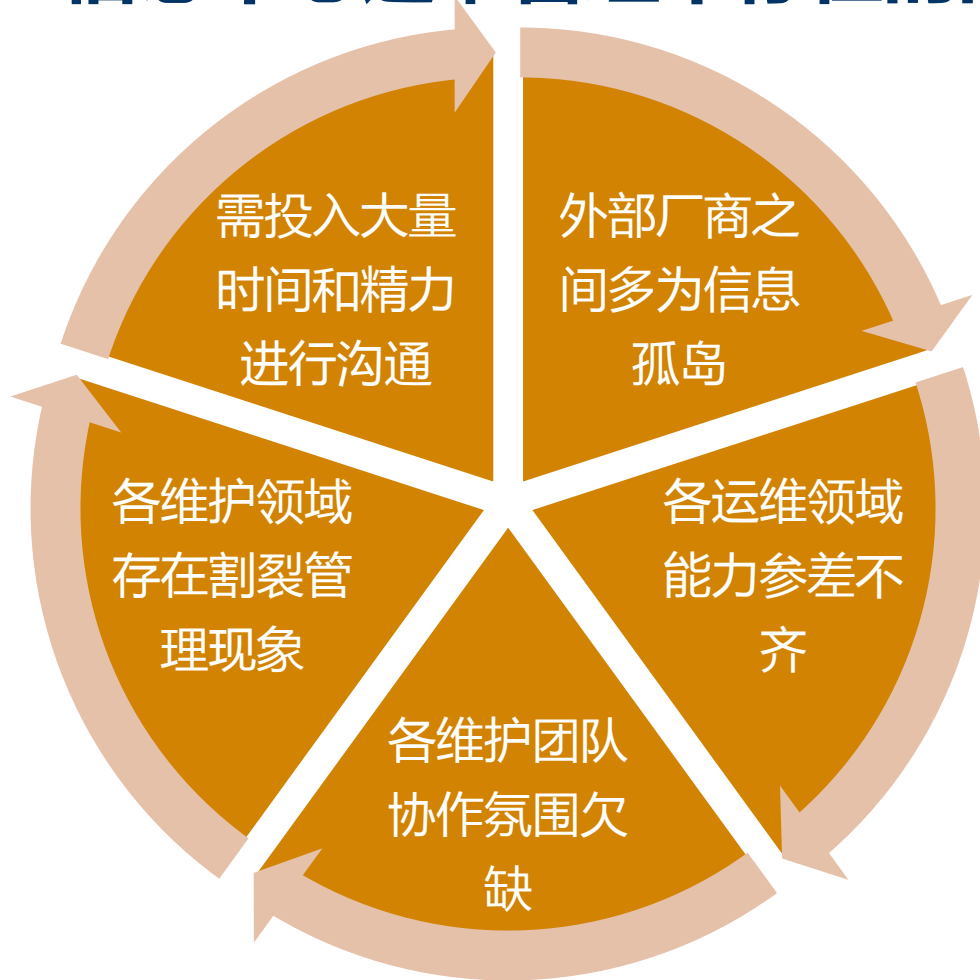 外部厂商之
间多为信息
孤岛
各运维领域
能力参差不
齐
各维护团队
协作氛围欠
缺
各维护领域
存在割裂管
理现象
需投入大量
时间和精力
进行沟通